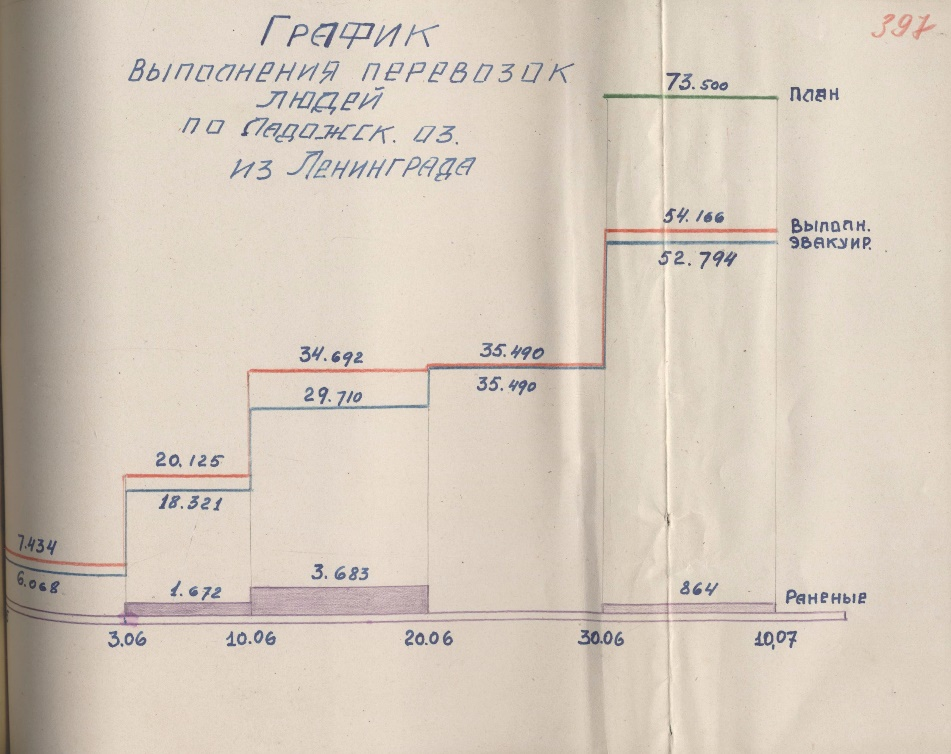 397
График
выполнения перевозок
людей
по Ладожск. оз.
из Ленинграда
73.500
План
54.166
Выполн.
эвакуир.
52.794
34.692
35.490
29.710
35.490
20.125
18.321
7.434
6.068
1.672
3.683
864
Раненые
3.06 10.06 20.06 30.06 10,07